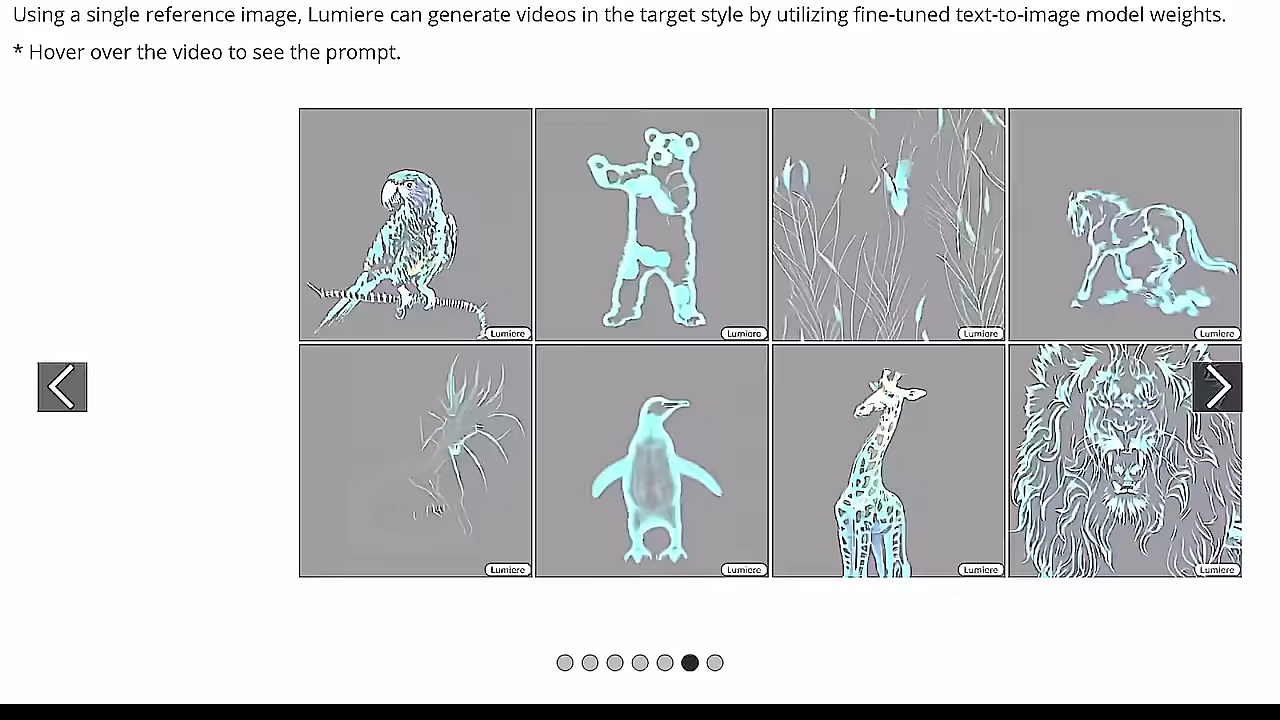 Using a single reference image, Lumiere can generate videos in the target style by utilizing fine-tuned text-to-image model weights.
* Hover over the video to see the prompt.
Lumiere
Lumiere
Lumiere
Lumiere
Lumiere
Lumiere
Lumiere
Lumiere